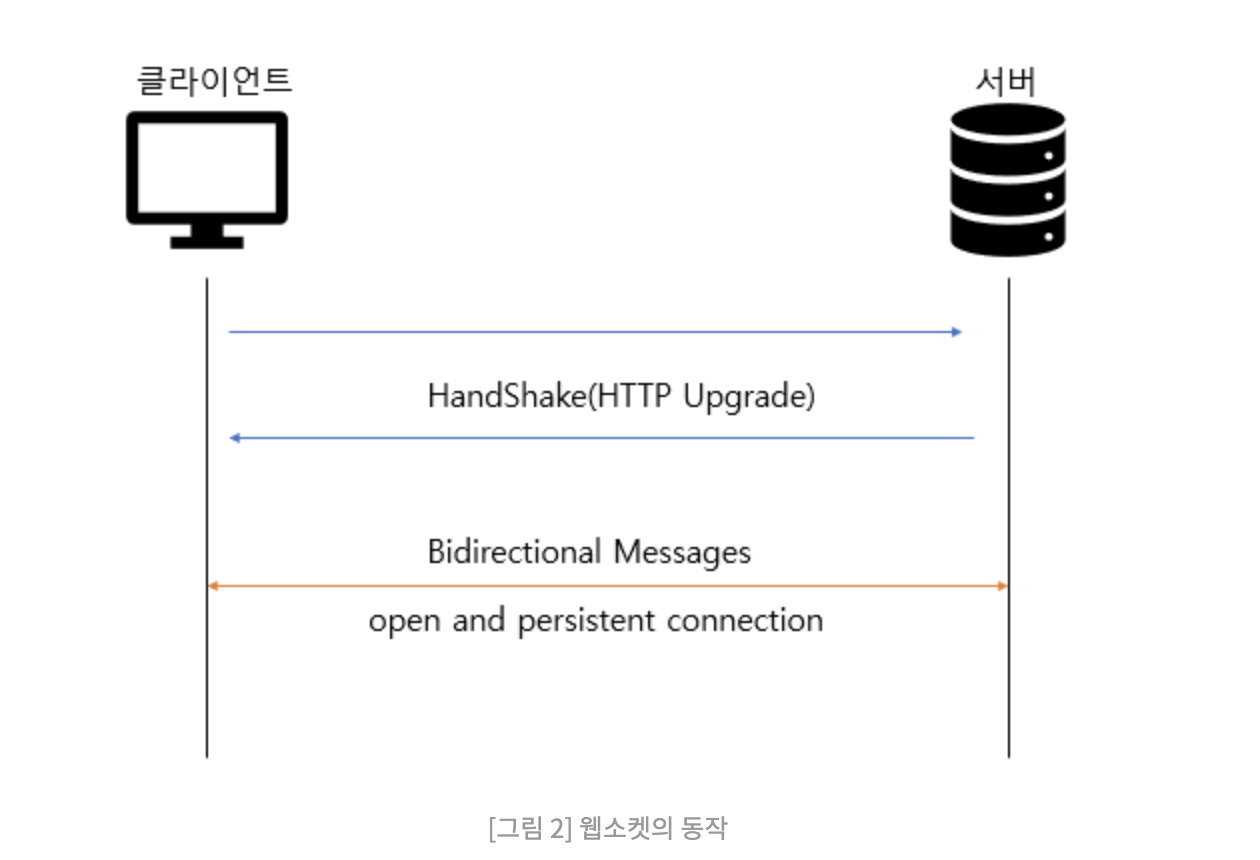 클라이언트
서버
HandShake(HTTP Upgrade)
Bidirectional Messages
open and persistent connection
[그림 2] 웹소켓의 동작